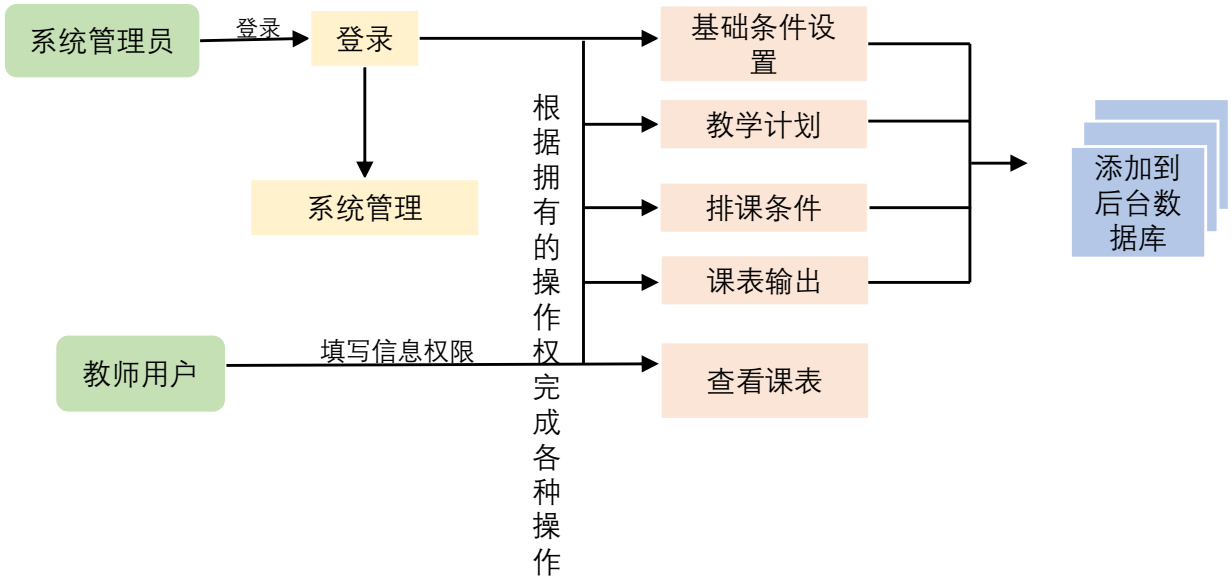 系统管理员
登录
登录
基础条件设
置
教学计划
系统管理
排课条件
课表输出
添加到
后台数
据库
教师用户
填写信息权限
查看课表
根据拥有的操作权完成各种操作